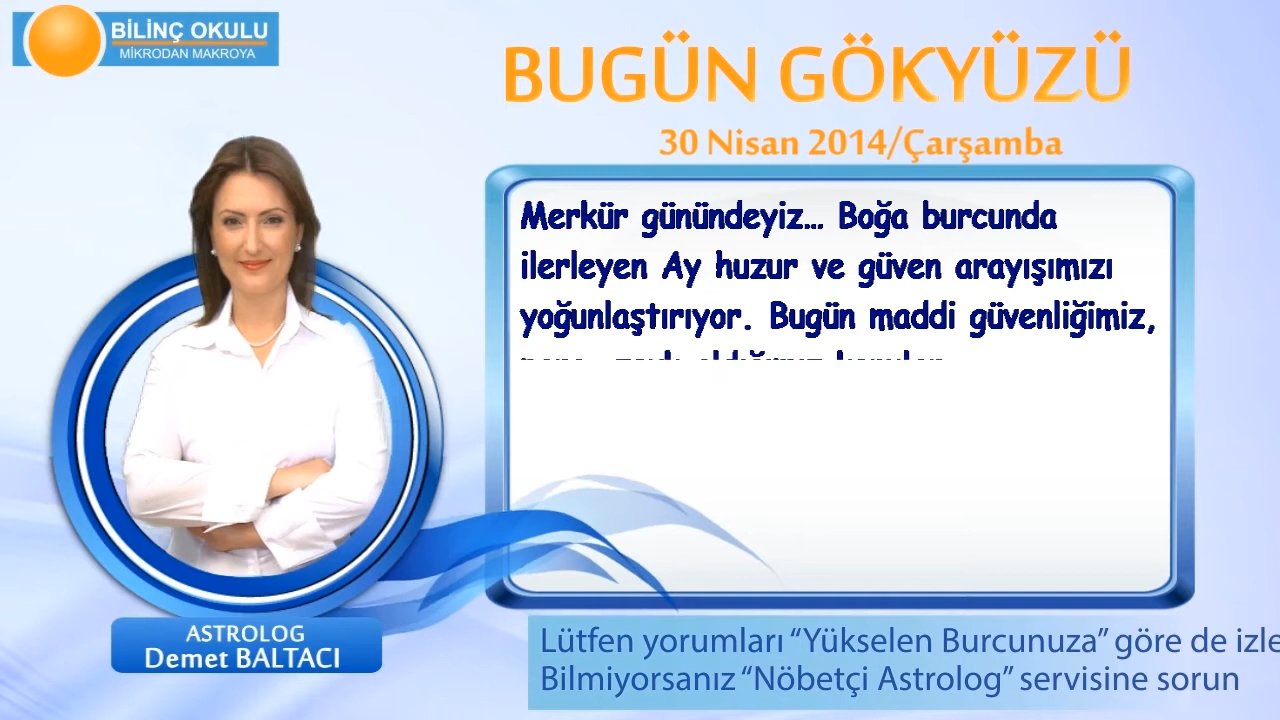 BİLİNÇ OKULU
MİKRODAN MAKROYA
BUGÜN GÖKYÜZÜ
30 Nisan 2014/Çarşamba
Merkür günündeyiz... Boğa burcunda
ilerleyen Ay huzur ve güven arayışımızı
yoğunlaştırıyor. Bugün maddi güvenliğimiz,
ASTROLOG
Demet BALTACI
Lütfen yorumları “Yükselen Burcunuza” göre de izle
Bilmiyorsanız “Nöbetçi Astrolog” servisine sorun